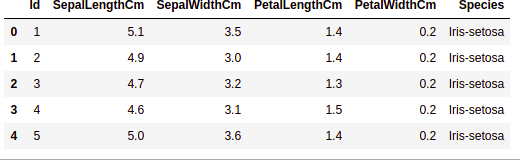 Id SepalLengthCm SepalWidthCm PetalLengthCm PetalWidthCm Species
0 1 5.1 3.5 1.4 0.2 Iris-setosa
1 2 4.9 3.0 1.4 0.2 Iris-setosa
2 3 4.7 3.2 1.3 0.2 Iris-setosa
3 4 4.6 3.1 1.5 0.2 Iris-setosa
4 5 5.0 3.6 1.4 0.2 Iris-setosa